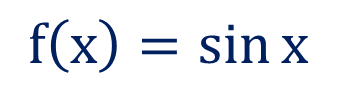 f(x) = sin x